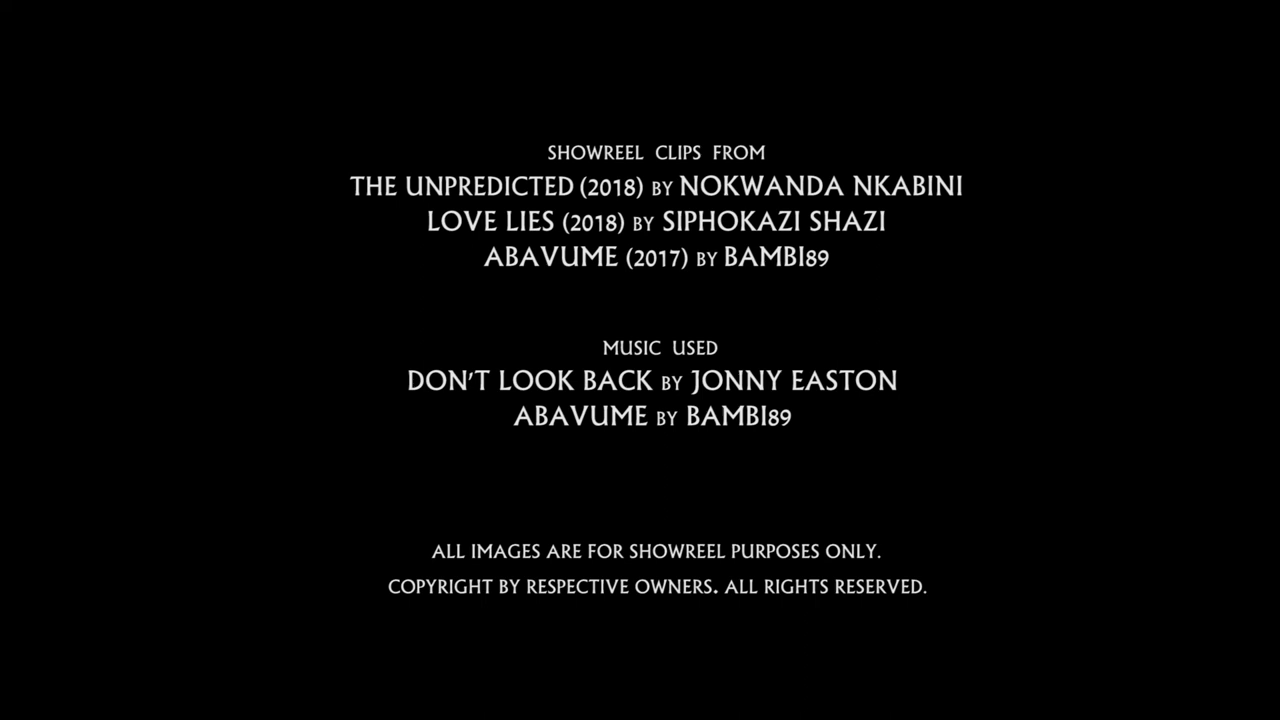 SHOWREEL CLIPS FROM
THE UNPREDICTED (2018) BY NOKWANDA NKABINI
LOVE LIES (2018) BY SIPHOKAZI SHAZI
ABAVUME (2017) BY BAMBI89
MUSIC USED
DON'T LOOK BACK BY JONNY EASTON
ABAVUME BY BAMBI89
ALL IMAGES ARE FOR SHOWREEL PURPOSES ONLY.
COPYRIGHT BY RESPECTIVE OWNERS. ALL RIGHTS RESERVED.